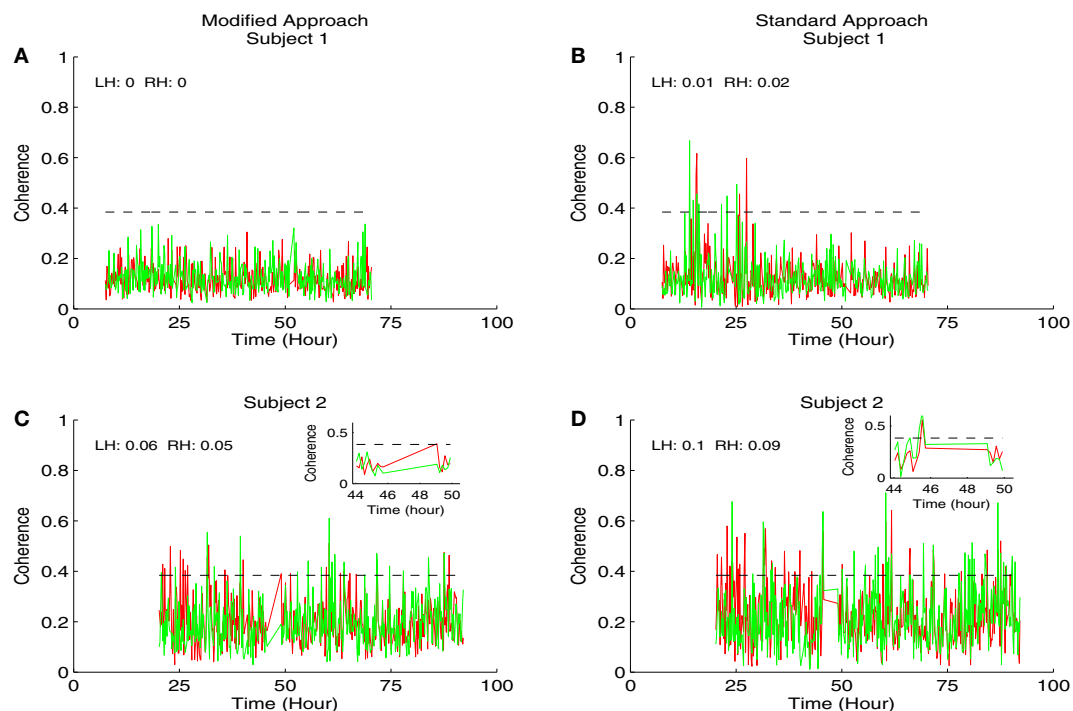 Modified Approach
Subject 1
A
LH: 0  RH: 0
1
0.8
0.6
0.4
0.2
0
Coherence
0
25
50
75
100
Time (Hour)
Standard Approach
Subject 1
B
LH: 0.01  RH: 0.02
1
0.8
0.6
0.4
0.2
0
Coherence
0
25
50
75
100
Time (Hour)
Subject 2
C
LH: 0.06  RH: 0.05
1
0.8
0.6
0.4
0.2
0
Coherence
0
25
50
75
100
Time (Hour)
0.5
0
Coherence
44
46
48
50
Time (hour)
Subject 2
D
LH: 0.1  RH: 0.09
1
0.8
0.6
0.4
0.2
0
Coherence
0
25
50
75
100
Time (Hour)
0.5
0
Coherence
44
46
48
50
Time (hour)